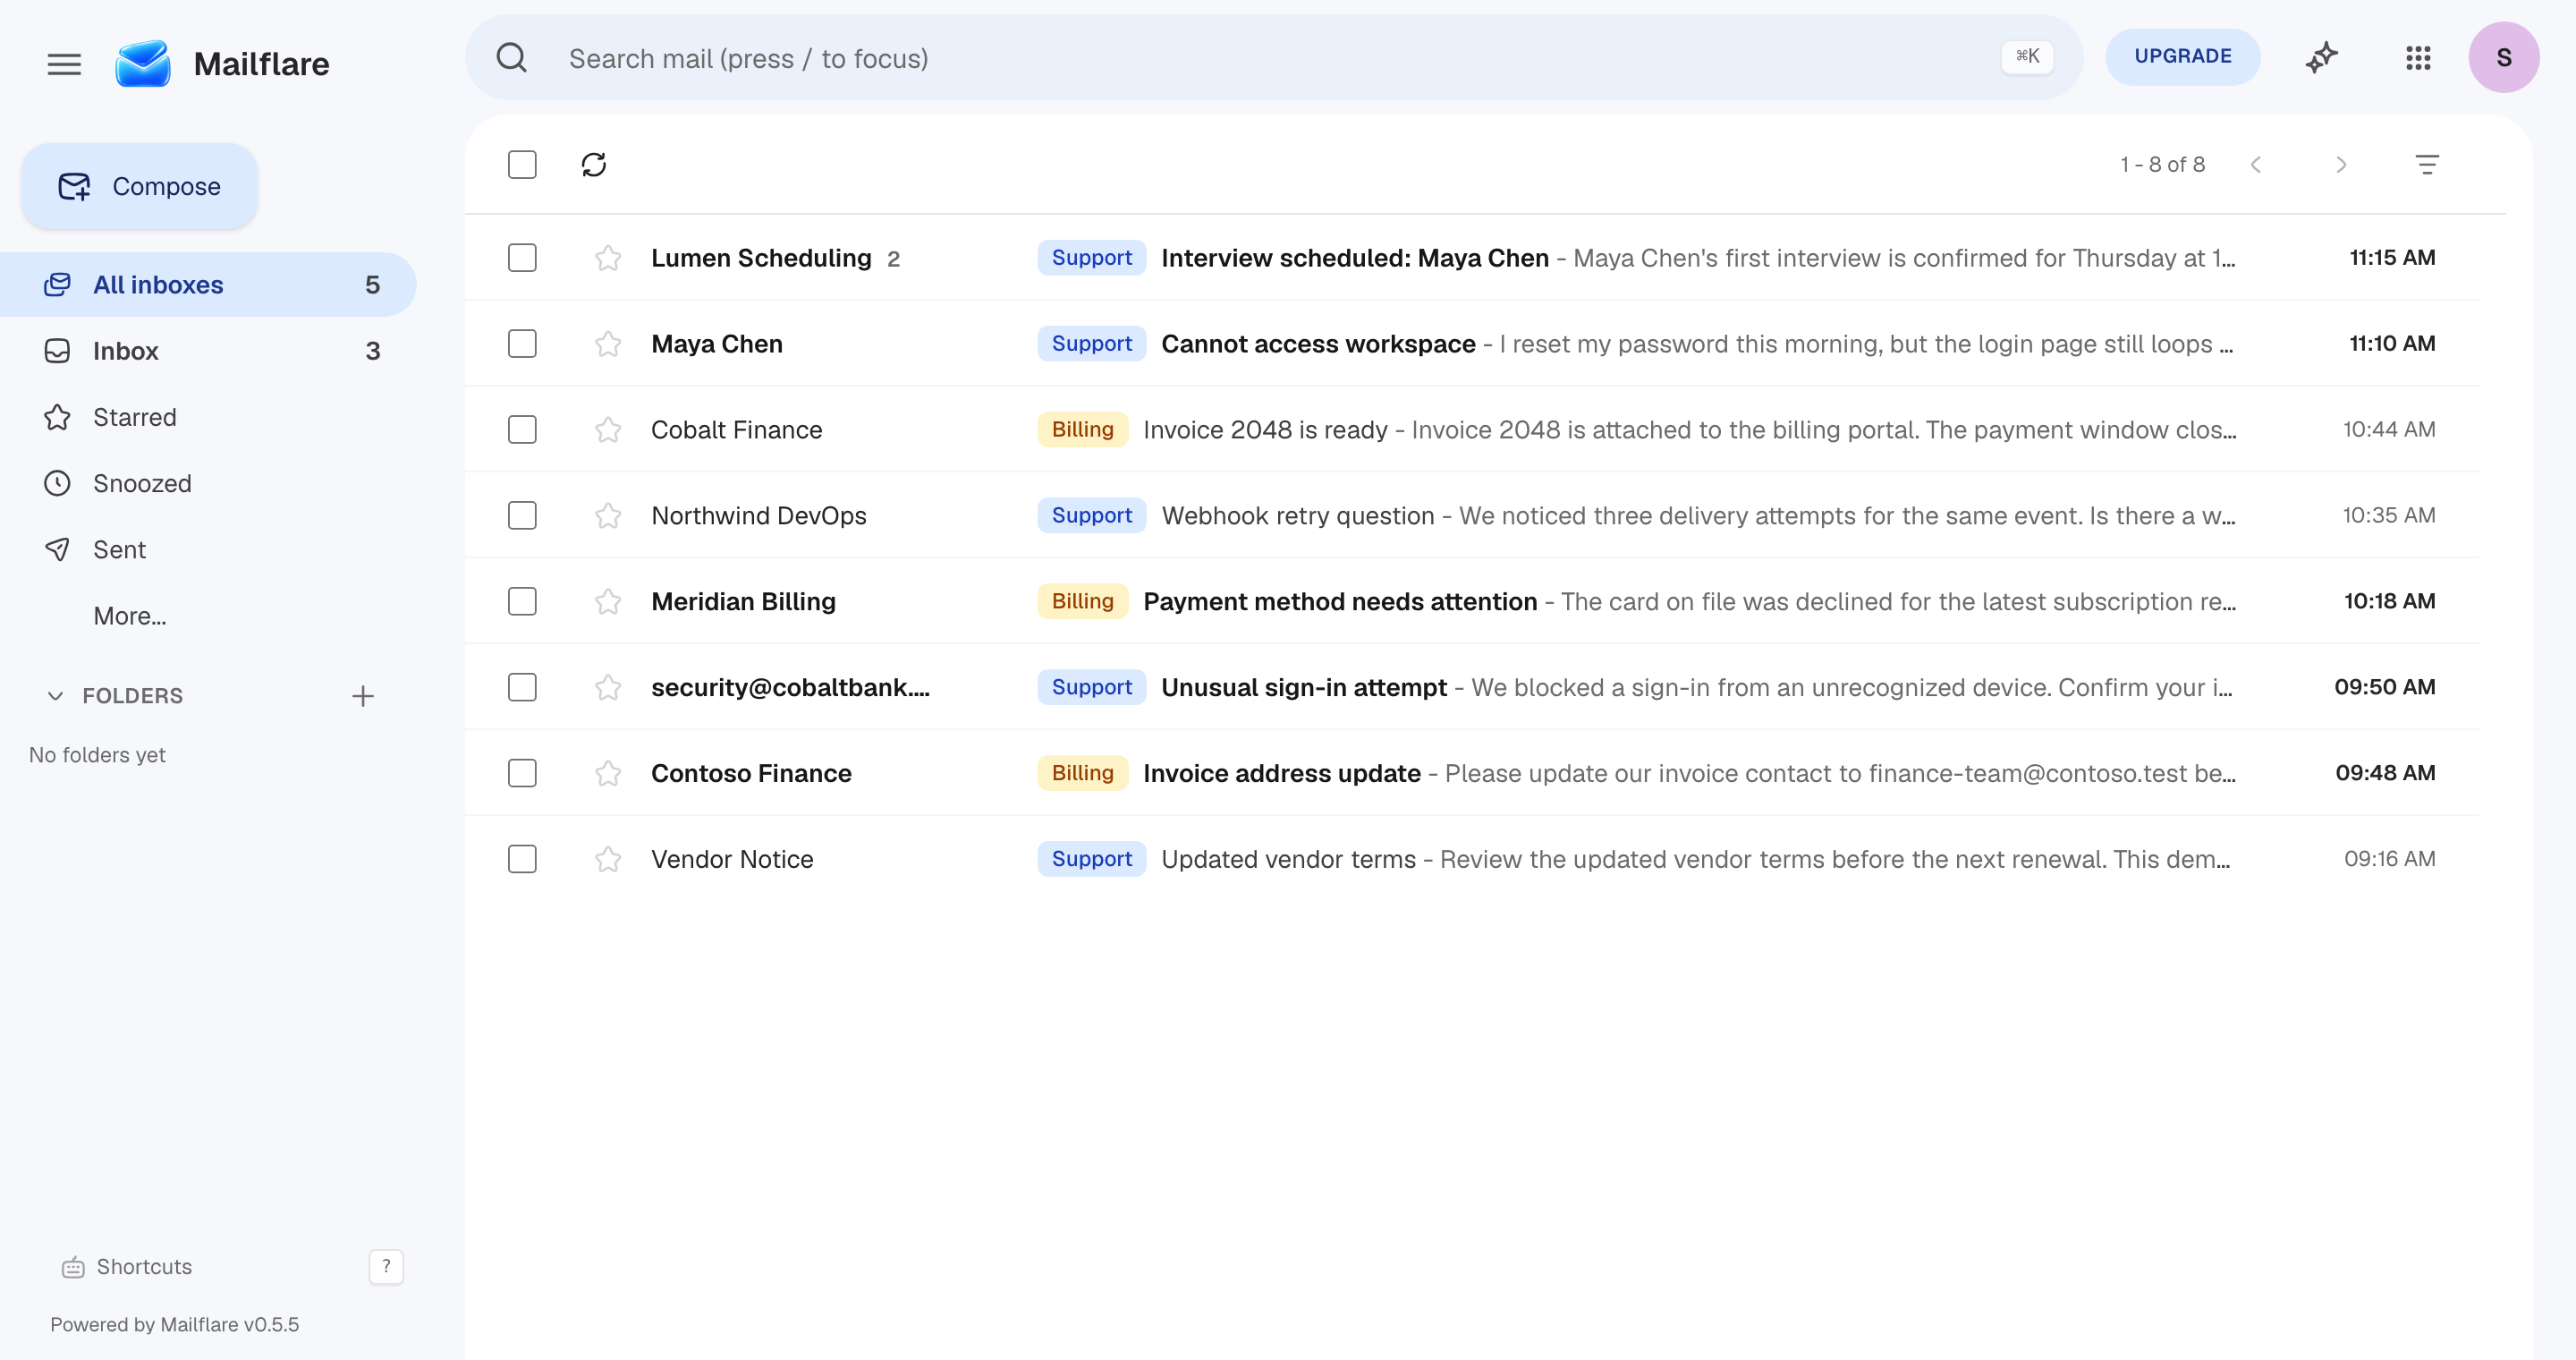 Mailflare
Search mail (press / to focus)
⌘K
UPGRADE
S
Compose
1 - 8 of 8
All inboxes 5
Inbox 3
Starred
Snoozed
Sent
More...
FOLDERS
No folders yet
Lumen Scheduling 2 Support Interview scheduled: Maya Chen - Maya Chen's first interview is confirmed for Thursday at 1... 11:15 AM
Maya Chen Support Cannot access workspace - I reset my password this morning, but the login page still loops ... 11:10 AM
Cobalt Finance Billing Invoice 2048 is ready - Invoice 2048 is attached to the billing portal. The payment window clos... 10:44 AM
Northwind DevOps Support Webhook retry question - We noticed three delivery attempts for the same event. Is there a w... 10:35 AM
Meridian Billing Billing Payment method needs attention - The card on file was declined for the latest subscription re... 10:18 AM
security@cobaltbank.... Support Unusual sign-in attempt - We blocked a sign-in from an unrecognized device. Confirm your i... 09:50 AM
Contoso Finance Billing Invoice address update - Please update our invoice contact to finance-team@contoso.test be... 09:48 AM
Vendor Notice Support Updated vendor terms - Review the updated vendor terms before the next renewal. This dem... 09:16 AM
Shortcuts ?
Powered by Mailflare v0.5.5